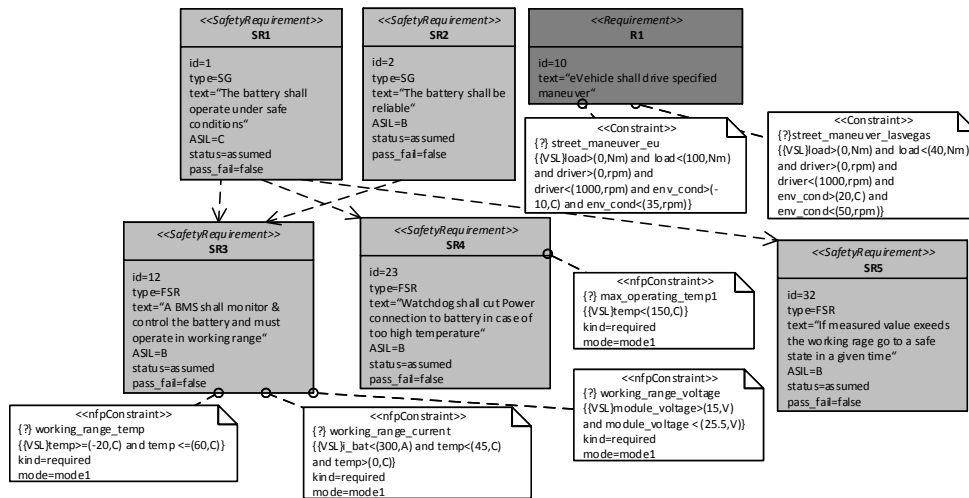 <<SafetyRequirement>>
SR1
id=1
type=SG
text=“The battery shall
operate under safe
conditions“
ASIL=C
status=assumed
pass_fail=false
<<SafetyRequirement>>
SR2
id=2
type=SG
text=“The battery shall be
reliable“
ASIL=B
status=assumed
pass_fail=false
<<Requirement>>
R1
id=10
text=“eVehicle shall drive specified
maneuver“
<<Constraint>>
{?} street_maneuver_eu
{{VSL}load>(0,Nm) and load<(100,Nm)
and driver>(0,rpm) and
driver<(1000,rpm) and env_cond>(-
10,C) and env_cond<(35,rpm)}
<<Constraint>>
{?}street_maneuver_lasvegas
{{VSL}load>(0,Nm) and load<(40,Nm)
and driver>(0,rpm) and
driver<(1000,rpm) and
env_cond>(20,C) and
env_cond<(50,rpm)}
<<SafetyRequirement>>
SR3
id=12
type=FSR
text=“A BMS shall monitor &
control the battery and must
operate in working range“
ASIL=B
status=assumed
pass_fail=false
<<SafetyRequirement>>
SR4
id=23
type=FSR
text=“Watchdog shall cut Power
connection to battery in case of
too high temperature“
ASIL=B
status=assumed
pass_fail=false
<<nfpConstraint>>
{?} max_operating_temp1
{{VSL}temp<(150,C)}
kind=required
mode=mode1
<<SafetyRequirement>>
SR5
id=32
type=FSR
text=“If measured value exeeds
the working rage go to a safe
state in a given time“
ASIL=B
status=assumed
pass_fail=false
<<nfpConstraint>>
{?} working_range_temp
{{VSL}temp>=(-20,C) and temp <=(60,C)}
kind=required
mode=mode1
<<nfpConstraint>>
{?} working_range_current
{{VSL}i_bat<(300,A) and temp<(45,C)
and temp>(0,C)}
kind=required
mode=mode1
<<nfpConstraint>>
{?} working_range_voltage
{{VSL}module_voltage>(15,V)
and module_voltage < (25.5,V)}
kind=required
mode=mode1